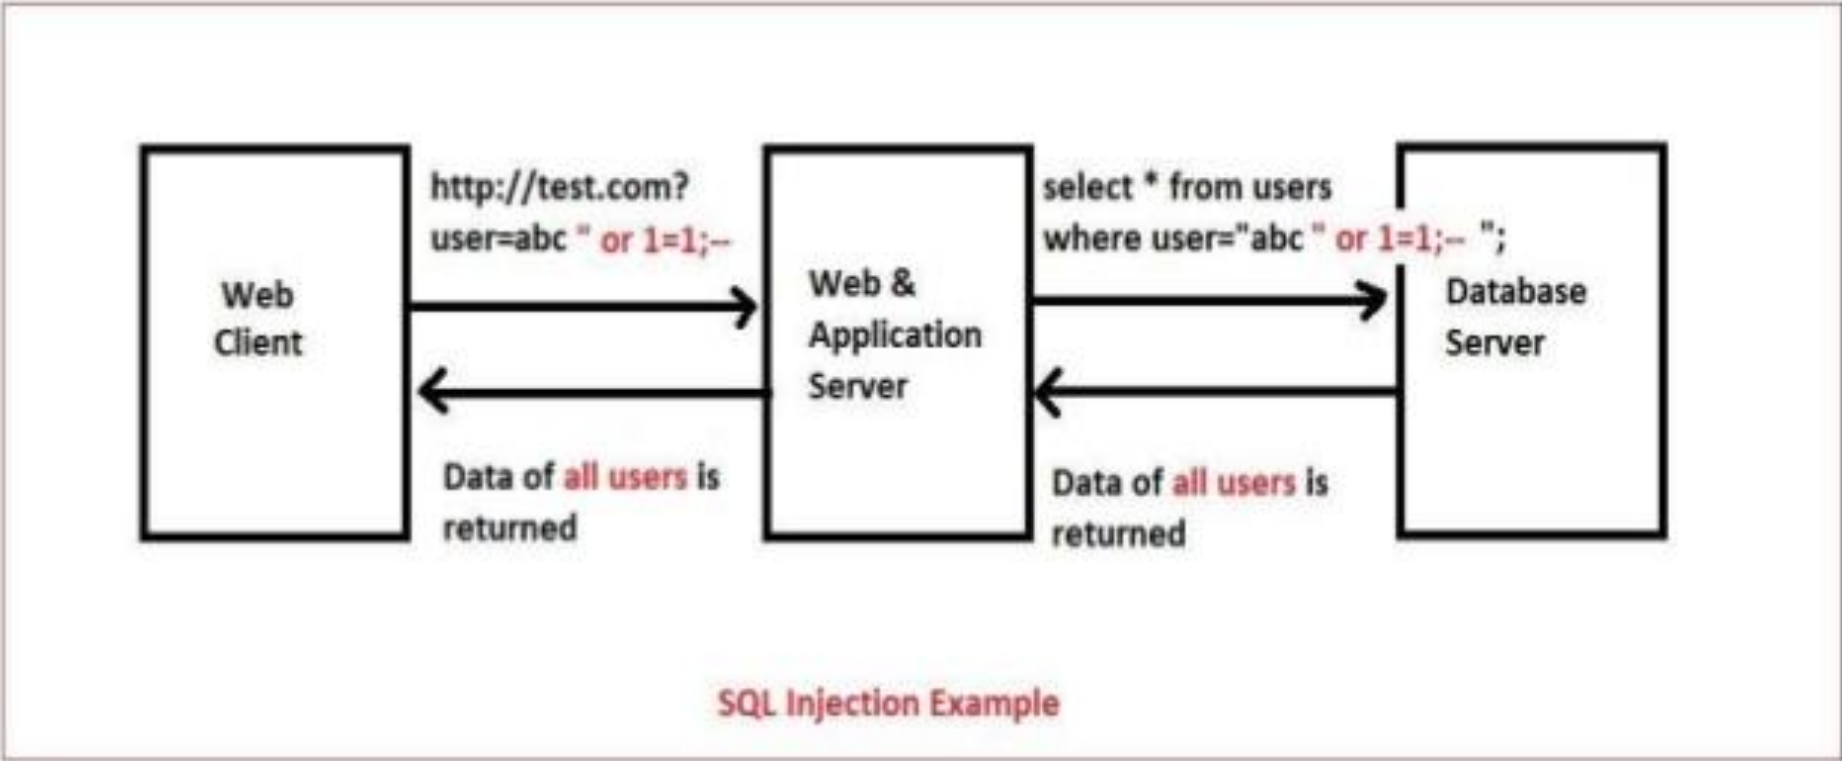 http://test.com?
user=abc " or 1=1;--
select * from users
where user="abc " or 1=1;-- ";
Web
Client
Web &
Application
Server
Database
Server
Data of all users is
returned
Data of all users is
returned
SQL Injection Example